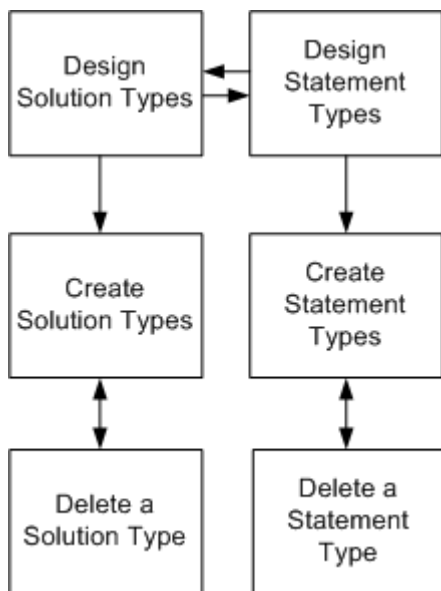 Design
Solution Types
Design
Statement
Types
Create
Solution Types
Create
Statement
Types
Delete a
Solution Type
Delete a
Statement
Type